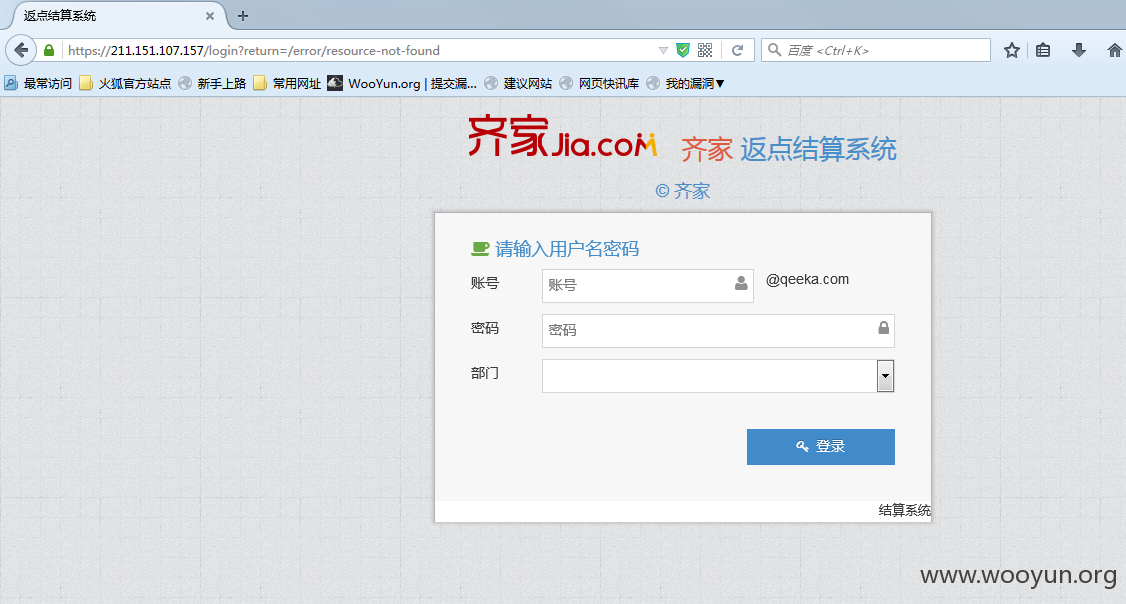 返点结算系统
https://211.151.107.157/login?return=/error/resource-not-found
百度 <Ctrl+K>
最常访问 火狐官方站点 新手上路 常用网址 WooYun.org | 提交漏... 建议网站 网页快讯库 我的漏洞▼
齐家Jia.com 齐家 返点结算系统
© 齐家
请输入用户名密码
账号 账号 @qeeka.com
密码 密码
部门
登录
结算系统
www.wooyun.org